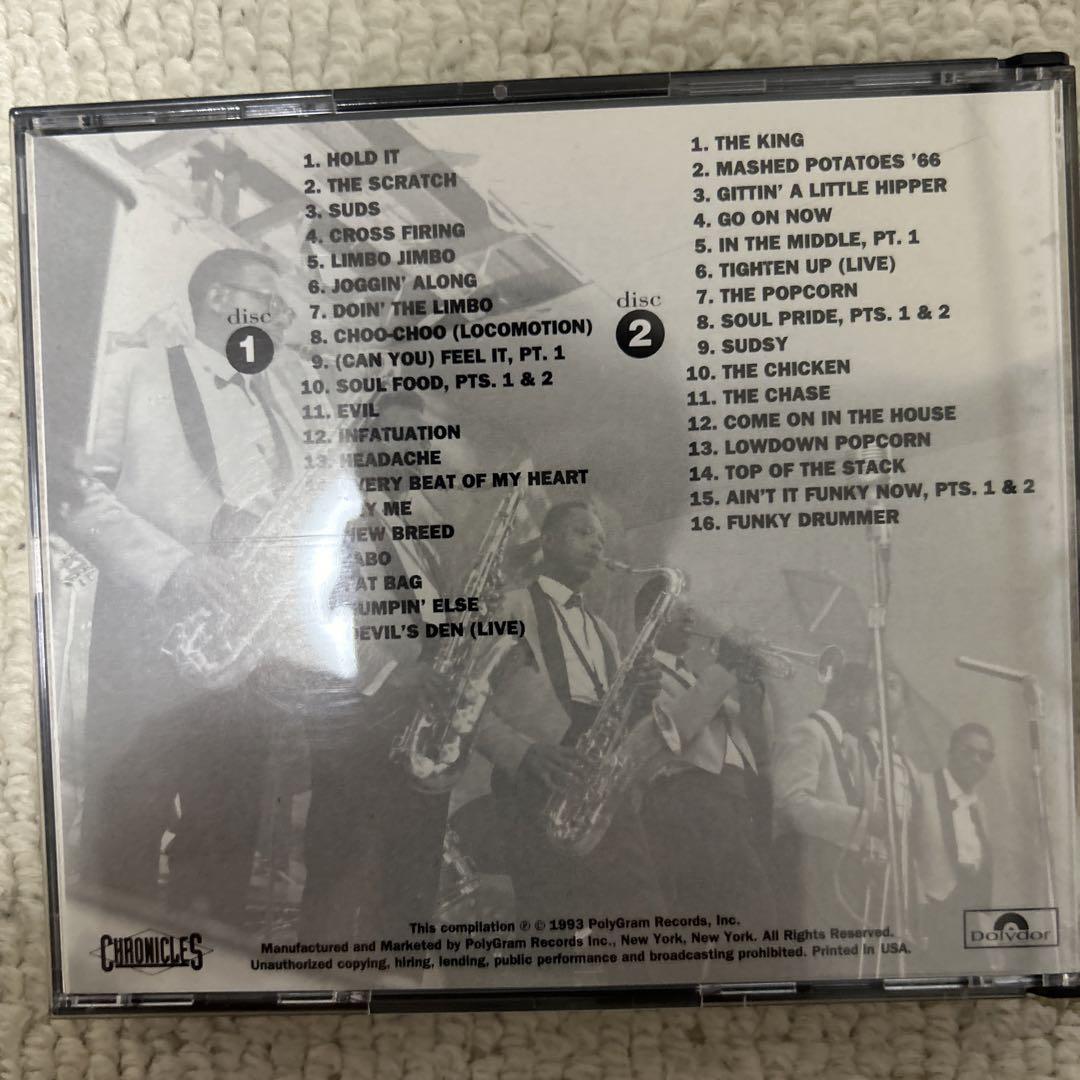 disc
1
1. HOLD IT
2. THE SCRATCH
3. SUDS
4. CROSS FIRING
5. LIMBO JIMBO
6. JOGGIN' ALONG
7. DOIN' THE LIMBO
8. CHOO-CHOO (LOCOMOTION)
9. (CAN YOU) FEEL IT, PT. 1
10. SOUL FOOD, PTS. 1 & 2
11. EVIL
12. INFATUATION
13. HEADACHE
EVERY BEAT OF MY HEART
ME
NEW BREED
FAT BAG
JUMPIN' ELSE
DEVIL'S DEN (LIVE)
disc
2
1. THE KING
2. MASHED POTATOES '66
3. GITTIN' A LITTLE HIPPER
4. GO ON NOW
5. IN THE MIDDLE, PT. 1
6. TIGHTEN UP (LIVE)
7. THE POPCORN
8. SOUL PRIDE, PTS. 1 & 2
9. SUDSY
10. THE CHICKEN
11. THE CHASE
12. COME ON IN THE HOUSE
13. LOWDOWN POPCORN
14. TOP OF THE STACK
15. AIN'T IT FUNKY NOW, PTS. 1 & 2
16. FUNKY DRUMMER
This compilation ℗ © 1993 PolyGram Records, Inc.
Manufactured and Marketed by PolyGram Records Inc., New York, New York. All Rights Reserved.
Unauthorized copying, hiring, lending, public performance and broadcasting prohibited. Printed in USA.
CHRONICLES
Polydor